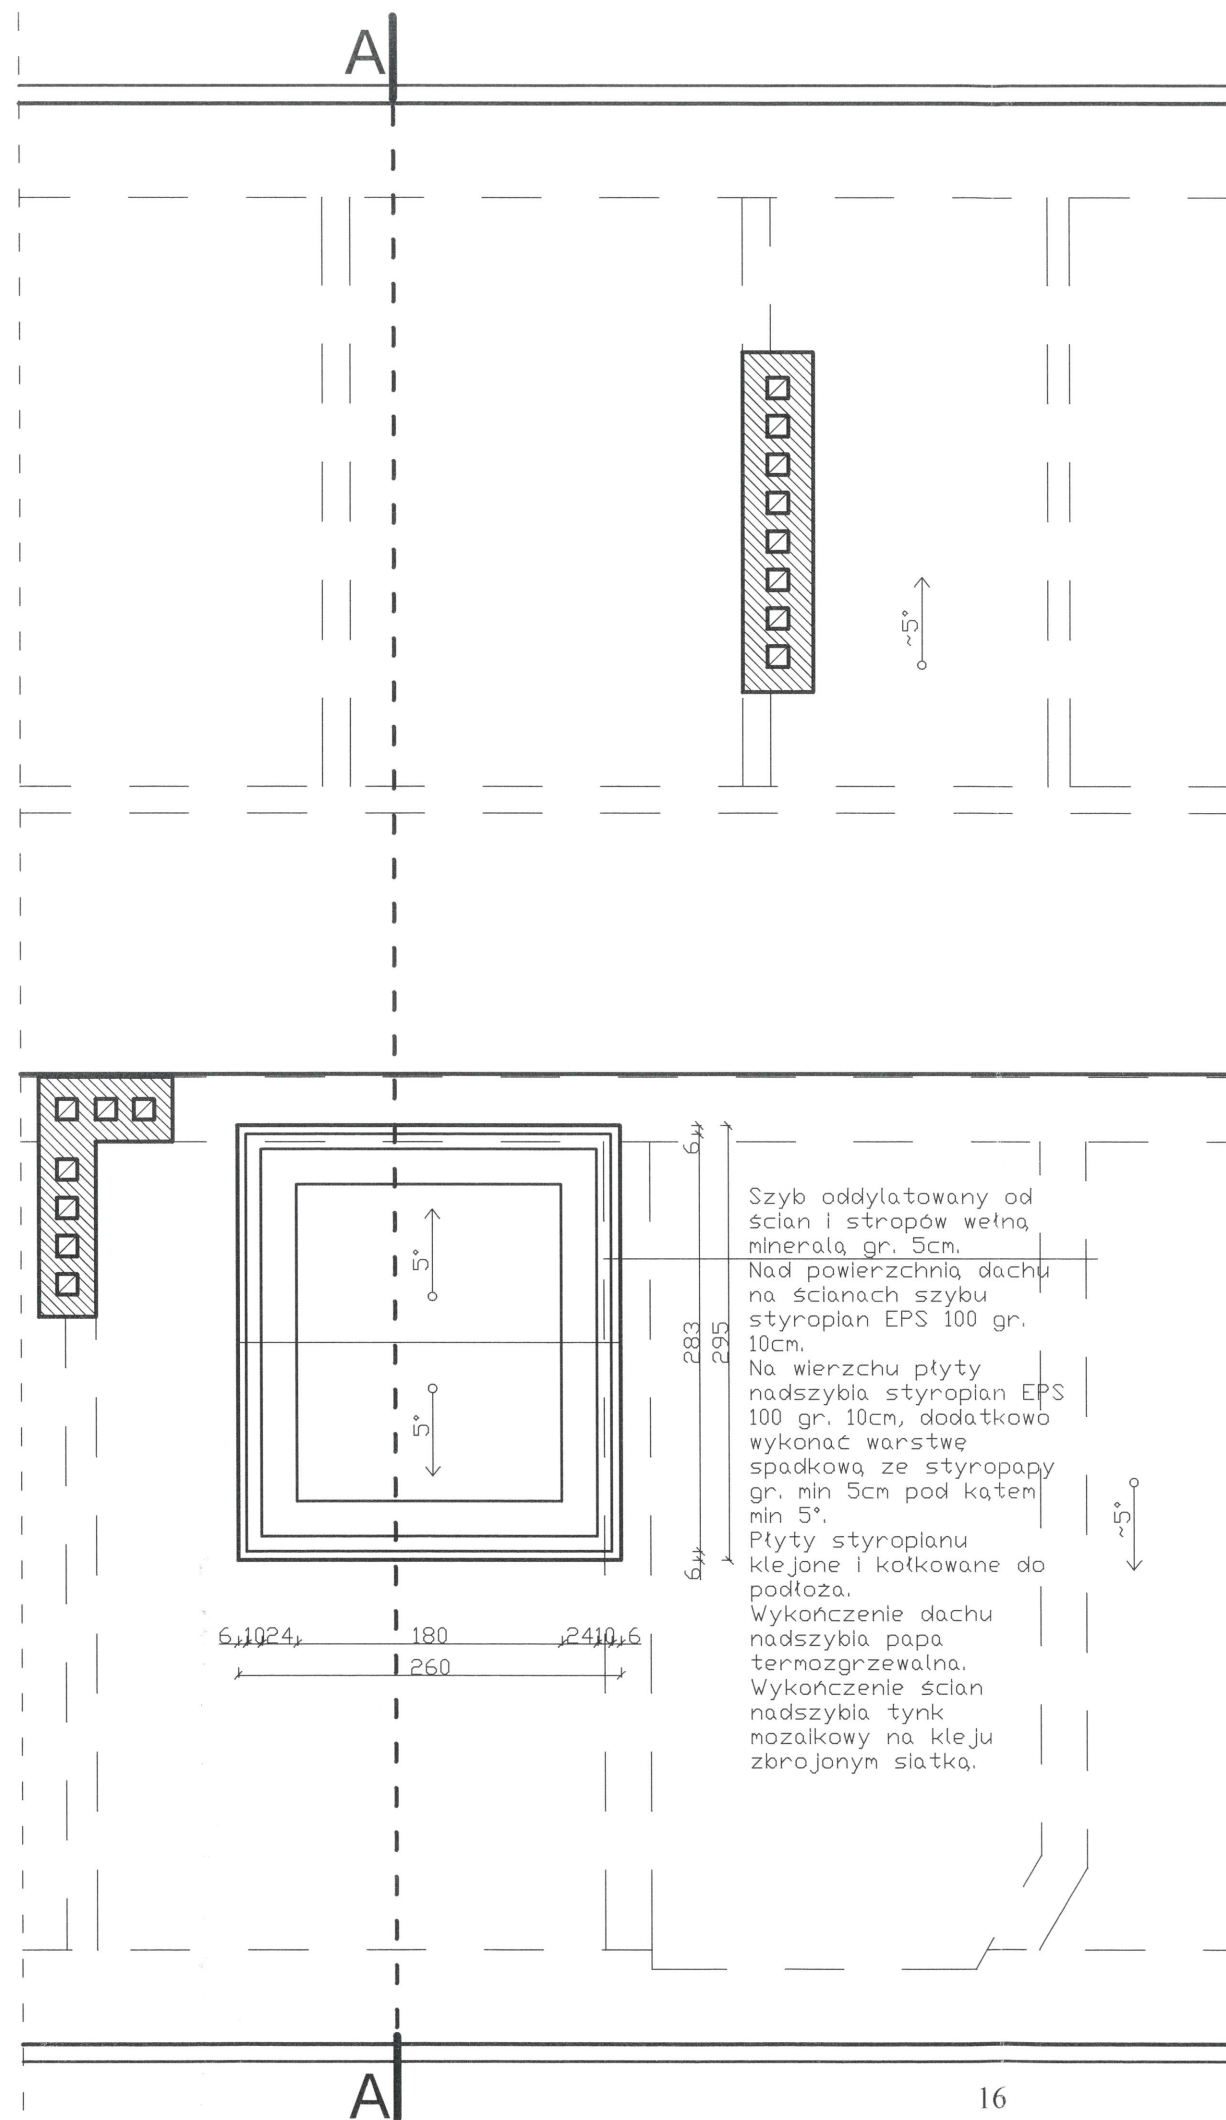 A
~5°
6
Szyb oddylatowany od
ścian i stropów wełną
mineralą gr. 5cm.
Nad powierzchnią dachu
na ścianach szybu
styropian EPS 100 gr.
10cm.
Na wierzchu płyty
nadszybia styropian EPS
100 gr. 10cm, dodatkowo
wykonać warstwę
spadkową ze styropapy
gr. min 5cm pod kątem
min 5°.
Płyty styropianu
klejone i kołkowane do
podłoża.
Wykończenie dachu
nadszybia papa
termozgrzewalna.
Wykończenie ścian
nadszybia tynk
mozaikowy na kleju
zbrojonym siatką.
5°
283
295
5°
~5°
6
6 10 24 180 24 10 6
260
A
16